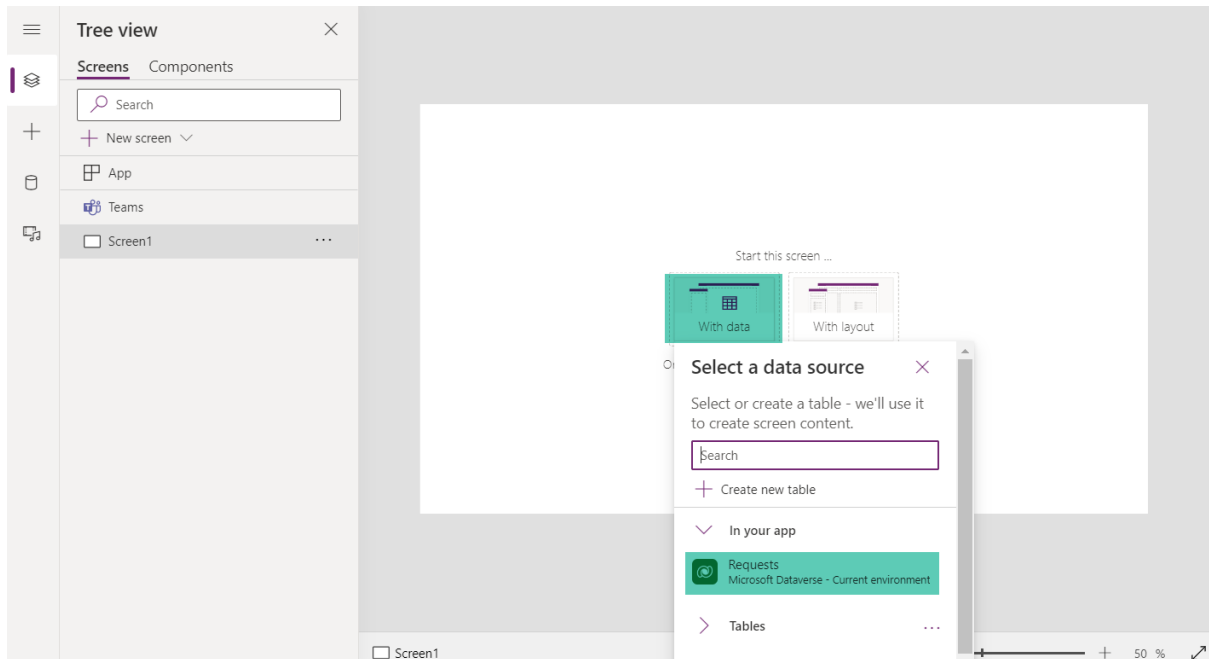 Tree view
Screens Components
Search
New screen
App
Teams
Screen1
Start this screen ...
With data
With layout
Select a data source
Select or create a table - we'll use it
to create screen content.
Search
Create new table
In your app
Requests
Microsoft Dataverse - Current environment
Tables
Screen1
50 %